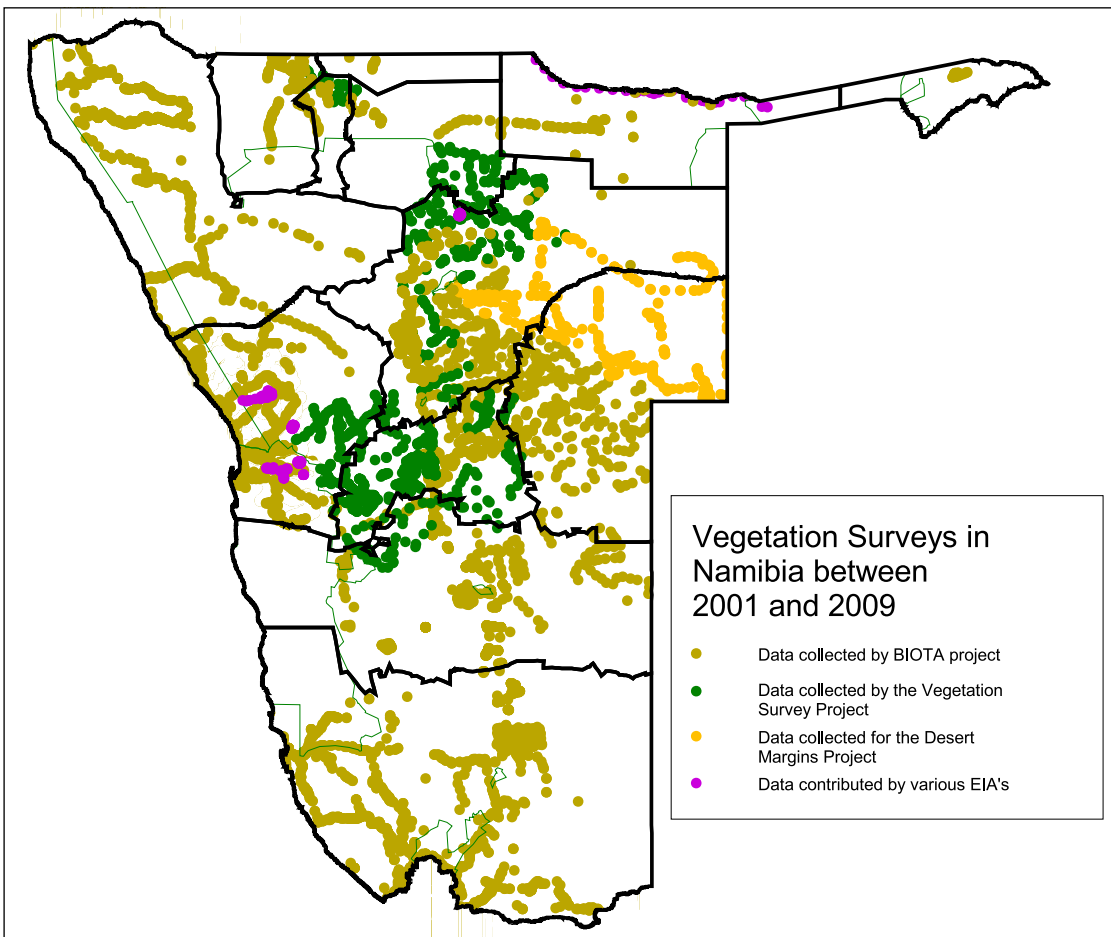 Vegetation Surveys in
Namibia between
2001 and 2009
Data collected by BIOTA project
Data collected by the Vegetation
Survey Project
Data collected for the Desert
Margins Project
Data contributed by various EIA's